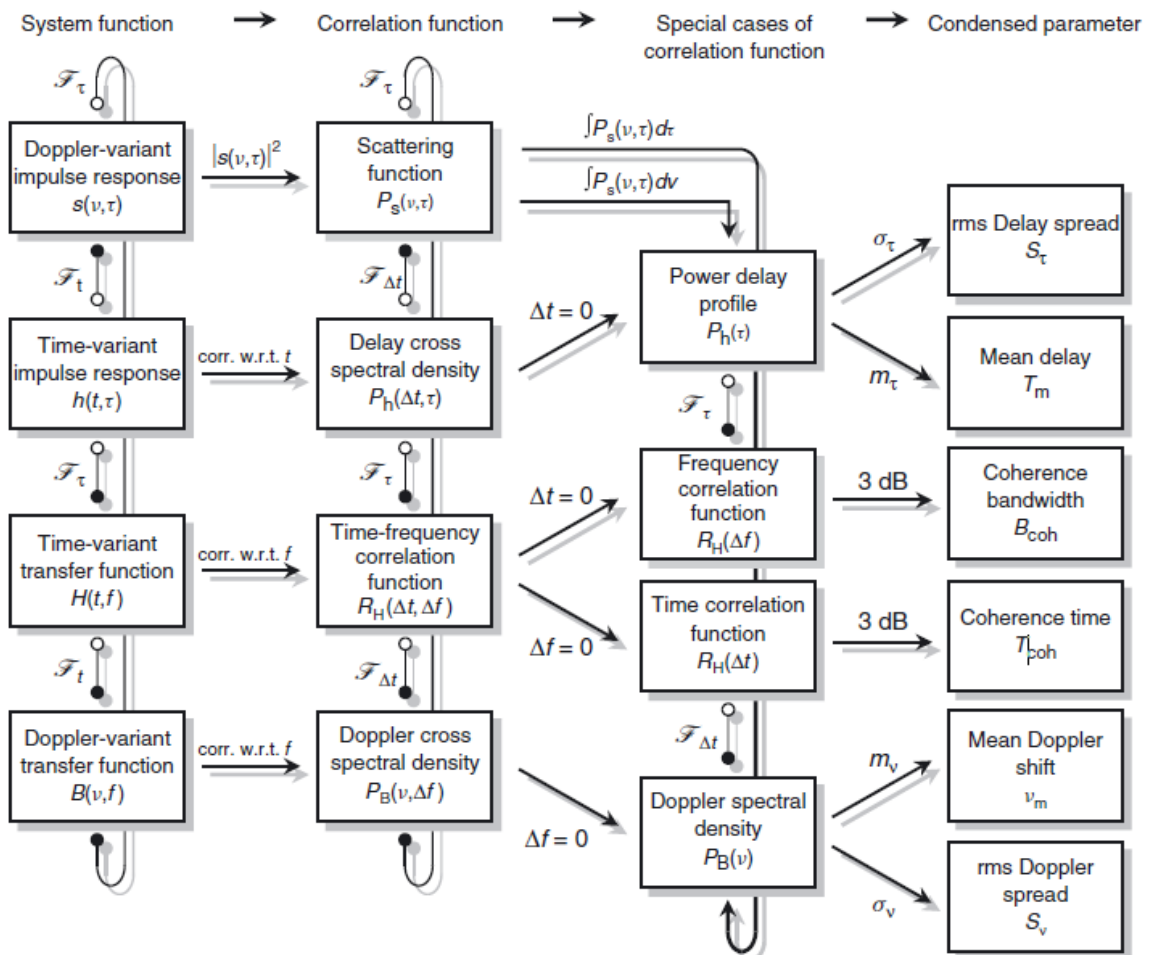 System function → Correlation function → Special cases of correlation function → Condensed parameter
ℱτ
ℱτ
Doppler-variant
impulse response
s(ν,τ)
|s(ν,τ)|²
Scattering
function
Ps(ν,τ)
∫Ps(ν,τ)dτ
∫Ps(ν,τ)dν
ℱt
ℱΔt
Power delay
profile
Ph(τ)
στ
rms Delay spread
Sτ
mτ
Mean delay
Tm
Time-variant
impulse response
h(t,τ)
corr. w.r.t. t
Delay cross
spectral density
Ph(Δt,τ)
Δt = 0
ℱτ
ℱτ
ℱτ
Time-variant
transfer function
H(t,f)
corr. w.r.t. f
Time-frequency
correlation
function
RH(Δt, Δf)
Δt = 0
Frequency
correlation
function
RH(Δf)
3 dB
Coherence
bandwidth
Bcoh
Δf = 0
Time correlation
function
RH(Δt)
3 dB
Coherence time
Tcoh
ℱt
ℱΔt
ℱΔt
Doppler-variant
transfer function
B(ν,f)
corr. w.r.t. f
Doppler cross
spectral density
PB(ν,Δf)
Δf = 0
Doppler spectral
density
PB(ν)
mν
Mean Doppler
shift
νm
σν
rms Doppler
spread
Sν